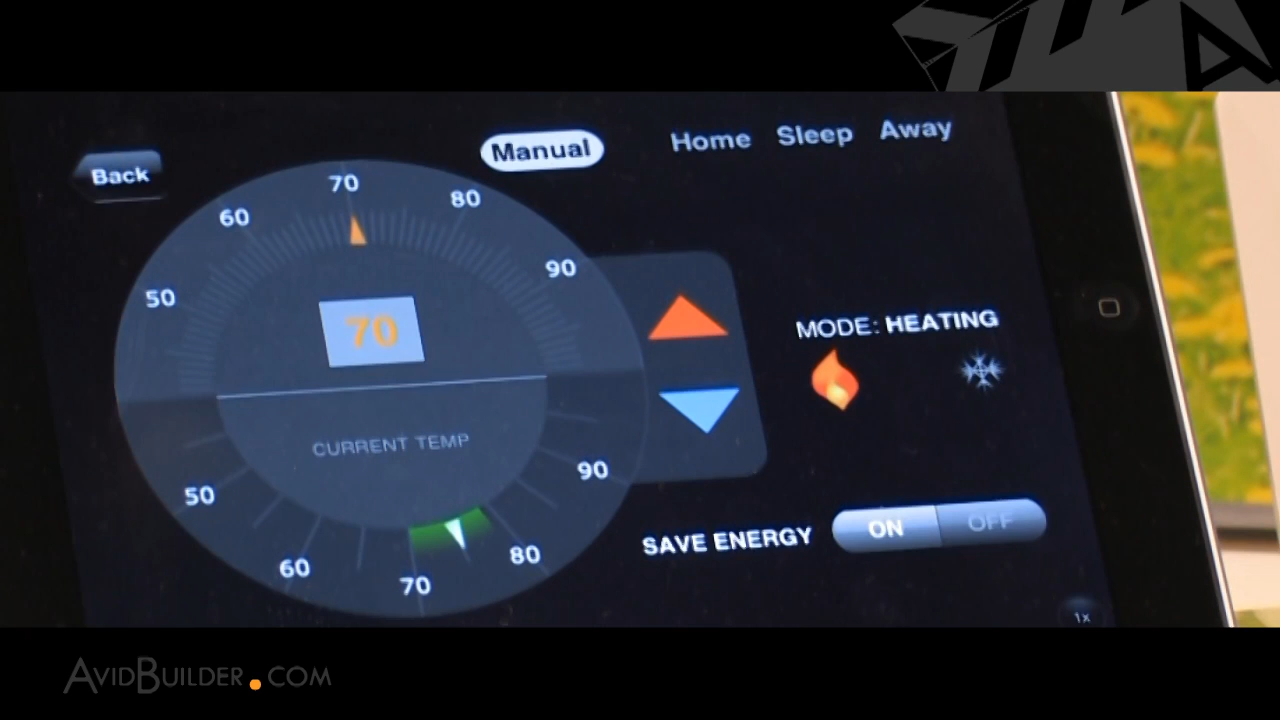 Back
Manual Home Sleep Away
50 60 70 80 90
70
CURRENT TEMP
50 60 70 80 90
MODE: HEATING
SAVE ENERGY ON OFF
1x
AVIDBUILDER.COM